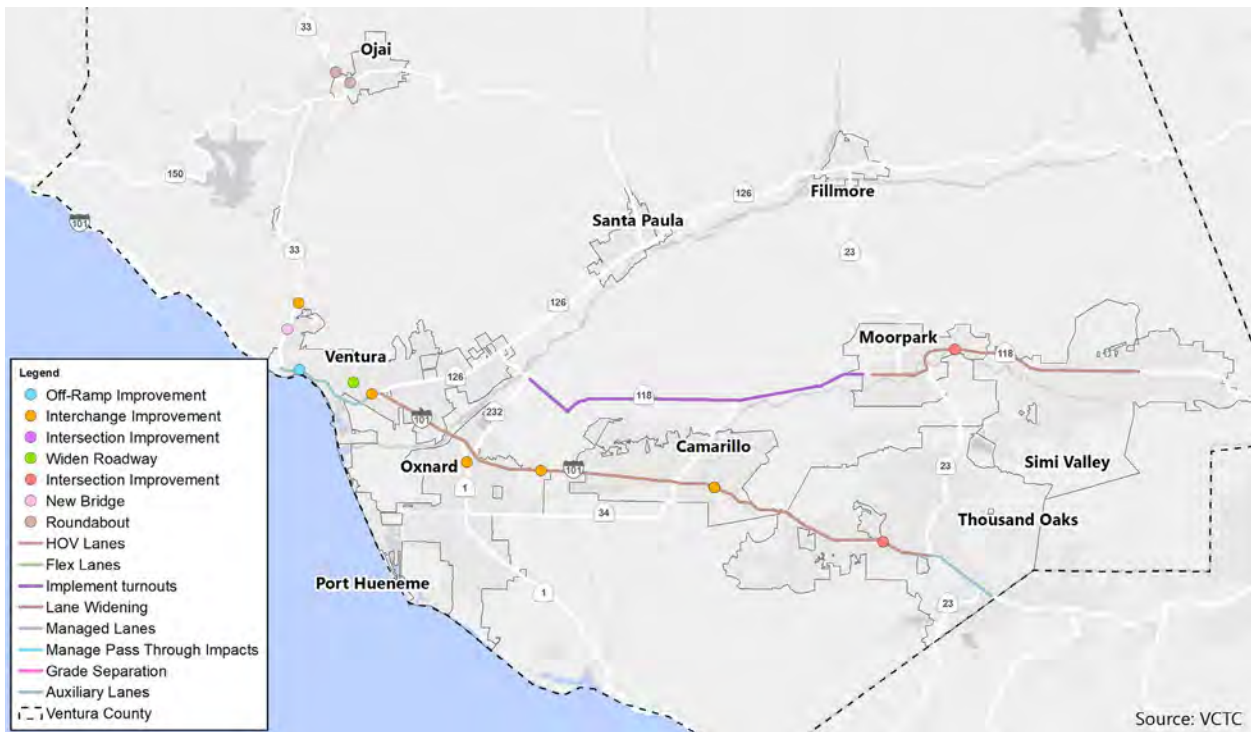 33
Ojai
150
101
33
126
Santa Paula
126
Fillmore
23
Ventura
126
101
232
118
Moorpark
118
Oxnard
1
101
Camarillo
34
23
Simi Valley
Thousand Oaks
Port Hueneme
1
23
Legend
Off-Ramp Improvement
Interchange Improvement
Intersection Improvement
Widen Roadway
Intersection Improvement
New Bridge
Roundabout
HOV Lanes
Flex Lanes
Implement turnouts
Lane Widening
Managed Lanes
Manage Pass Through Impacts
Grade Separation
Auxiliary Lanes
Ventura County
Source: VCTC